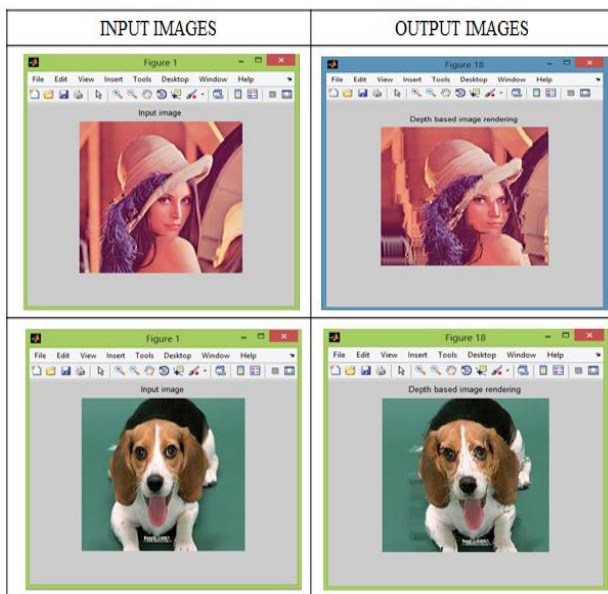 INPUT IMAGES
OUTPUT IMAGES
Figure 1
File Edit View Insert Tools Desktop Window Help
Input image
Figure 18
File Edit View Insert Tools Desktop Window Help
Depth based image rendering
Figure 1
File Edit View Insert Tools Desktop Window Help
Input image
Figure 18
File Edit View Insert Tools Desktop Window Help
Depth based image rendering